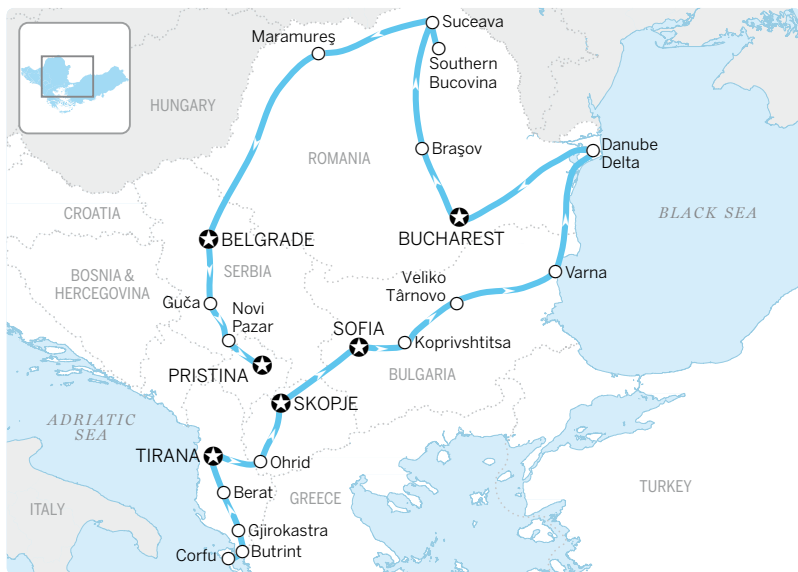 Suceava
Maramureş
Southern
Bucovina
HUNGARY
Braşov
Danube
Delta
ROMANIA
CROATIA
BLACK SEA
BELGRADE
BUCHAREST
BOSNIA &
HERCEGOVINA
SERBIA
Varna
Veliko
Târnovo
Guča
Novi
Pazar
SOFIA
Koprivshtitsa
PRISTINA
BULGARIA
SKOPJE
ADRIATIC
SEA
TIRANA
Ohrid
Berat
GREECE
TURKEY
ITALY
Gjirokastra
Corfu
Butrint